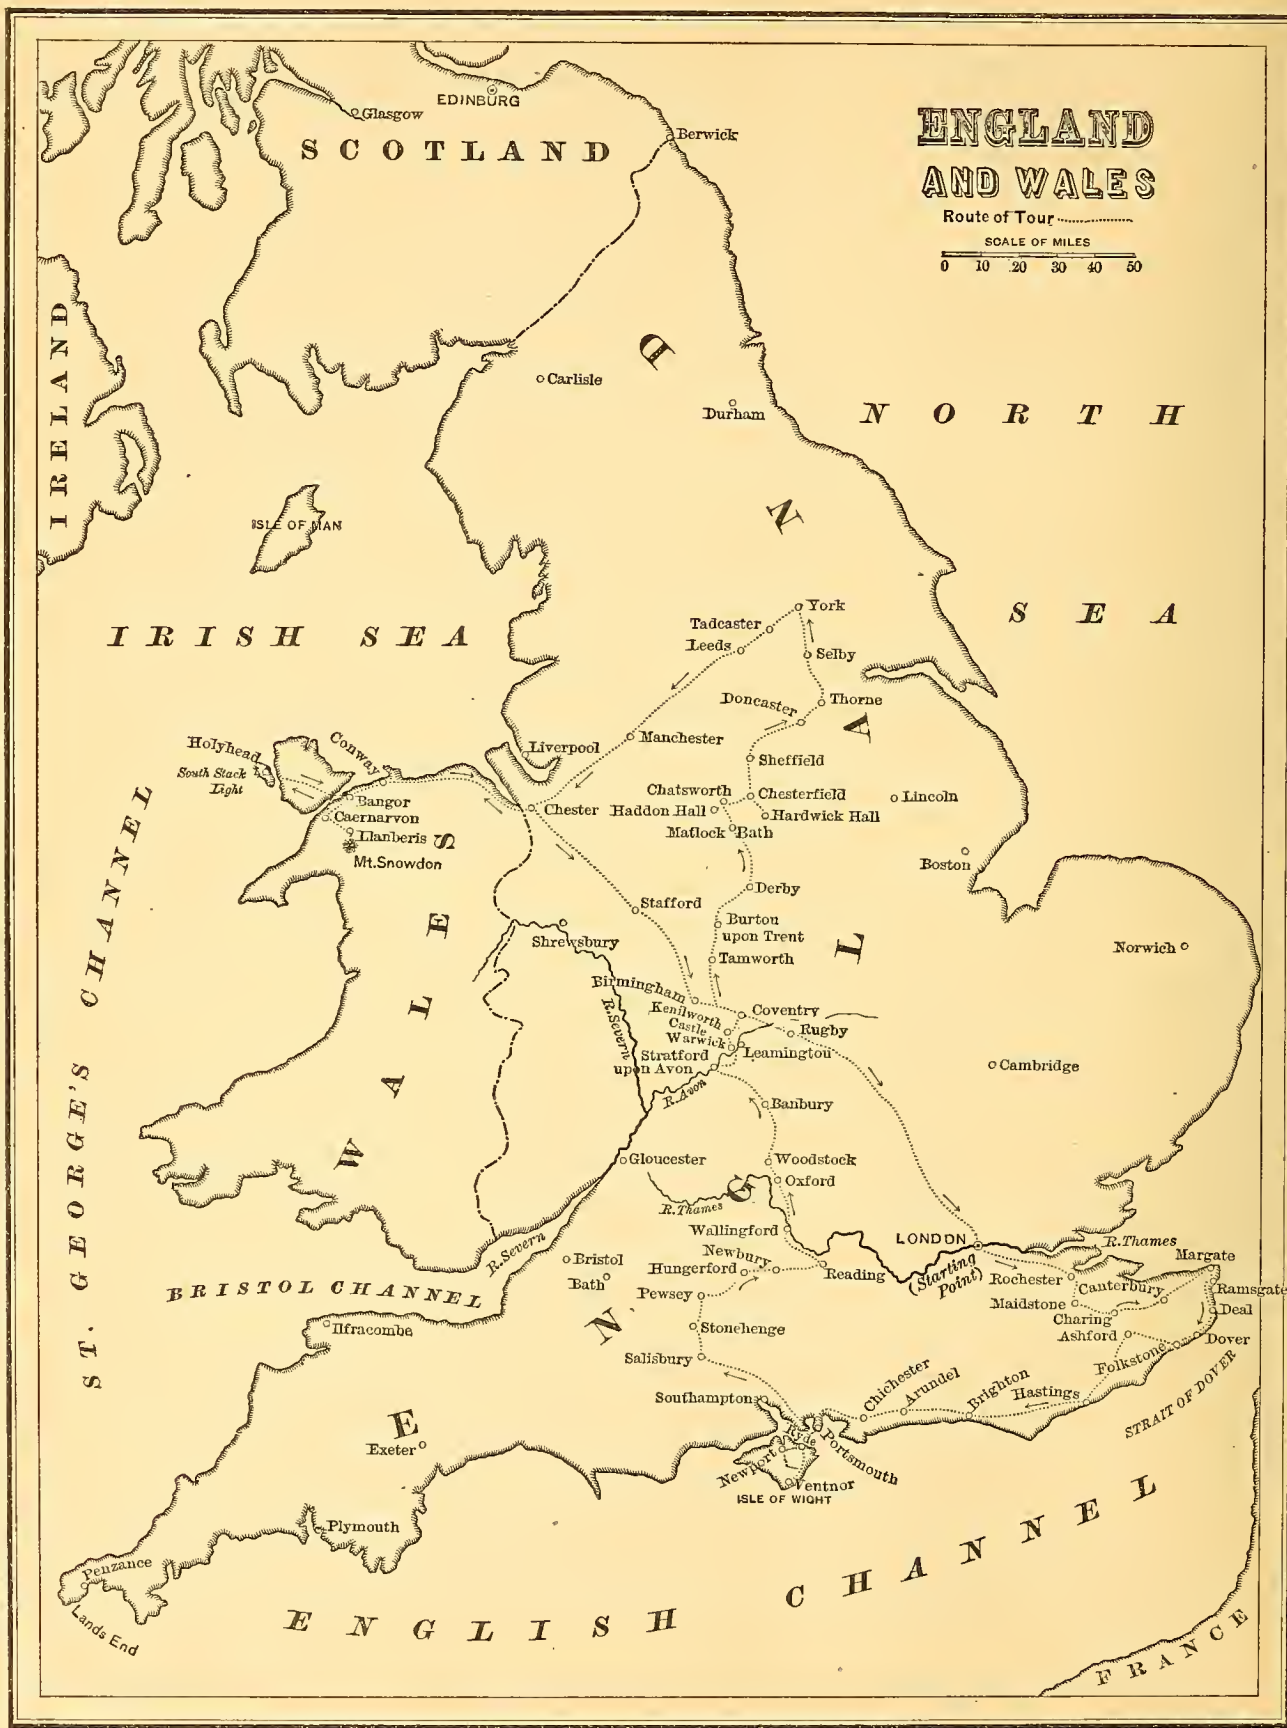 ENGLAND
AND WALES
Route of Tour
SCALE OF MILES
0 10 20 30 40 50
EDINBURG
Glasgow
SCOTLAND
Berwick
IRELAND
Carlisle
Durham
NORTH
SEA
ISLE OF MAN
IRISH SEA
York
Tadcaster
Leeds
Selby
Doncaster
Thorne
Manchester
Liverpool
Sheffield
Holyhead
South Stack
Light
Conway
Bangor
Caernarvon
Llanberis
Mt. Snowdon
Chester
Chatsworth
Chesterfield
Haddon Hall
Hardwick Hall
Matlock Bath
Lincoln
Boston
Derby
Stafford
Burton
upon Trent
Tamworth
Shrewsbury
Norwich
Birmingham
Coventry
Kenilworth
Castle
Rugby
Warwick
Leamington
Stratford
upon Avon
R. Severn
R. Avon
Cambridge
Banbury
WALES
ENGLAND
ST. GEORGE'S CHANNEL
Gloucester
Woodstock
Oxford
R. Thames
Wallingford
LONDON
(Starting
Point)
R. Thames
Margate
R. Severn
Bristol
Bath
Newbury
Hungerford
Reading
Rochester
Canterbury
Ramsgate
Maidstone
Deal
Charing
Ashford
Dover
Folkstone
BRISTOL CHANNEL
Ilfracombe
Pewsey
Stonehenge
Salisbury
Southampton
Chichester
Arundel
Brighton
Hastings
STRAIT OF DOVER
Exeter
Ryde
Portsmouth
Newport
Ventnor
ISLE OF WIGHT
Plymouth
Penzance
Lands End
ENGLISH CHANNEL
FRANCE